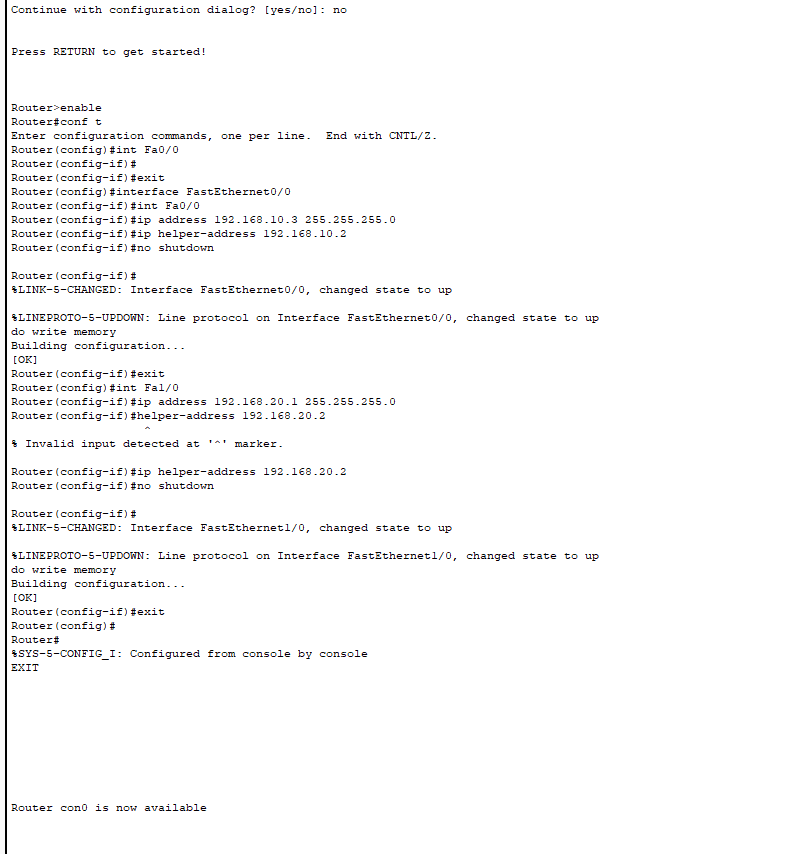 Continue with configuration dialog? [yes/no]: no
Press RETURN to get started!
Router>enable
Router#conf t
Enter configuration commands, one per line.  End with CNTL/Z.
Router(config)#int Fa0/0
Router(config-if)#
Router(config-if)#exit
Router(config)#interface FastEthernet0/0
Router(config-if)#int Fa0/0
Router(config-if)#ip address 192.168.10.3 255.255.255.0
Router(config-if)#ip helper-address 192.168.10.2
Router(config-if)#no shutdown
Router(config-if)#
%LINK-5-CHANGED: Interface FastEthernet0/0, changed state to up
%LINEPROTO-5-UPDOWN: Line protocol on Interface FastEthernet0/0, changed state to up
do write memory
Building configuration...
[OK]
Router(config-if)#exit
Router(config)#int Fa1/0
Router(config-if)#ip address 192.168.20.1 255.255.255.0
Router(config-if)#helper-address 192.168.20.2
^
% Invalid input detected at '^' marker.
Router(config-if)#ip helper-address 192.168.20.2
Router(config-if)#no shutdown
Router(config-if)#
%LINK-5-CHANGED: Interface FastEthernet1/0, changed state to up
%LINEPROTO-5-UPDOWN: Line protocol on Interface FastEthernet1/0, changed state to up
do write memory
Building configuration...
[OK]
Router(config-if)#exit
Router(config)#
Router#
%SYS-5-CONFIG_I: Configured from console by console
EXIT
Router con0 is now available